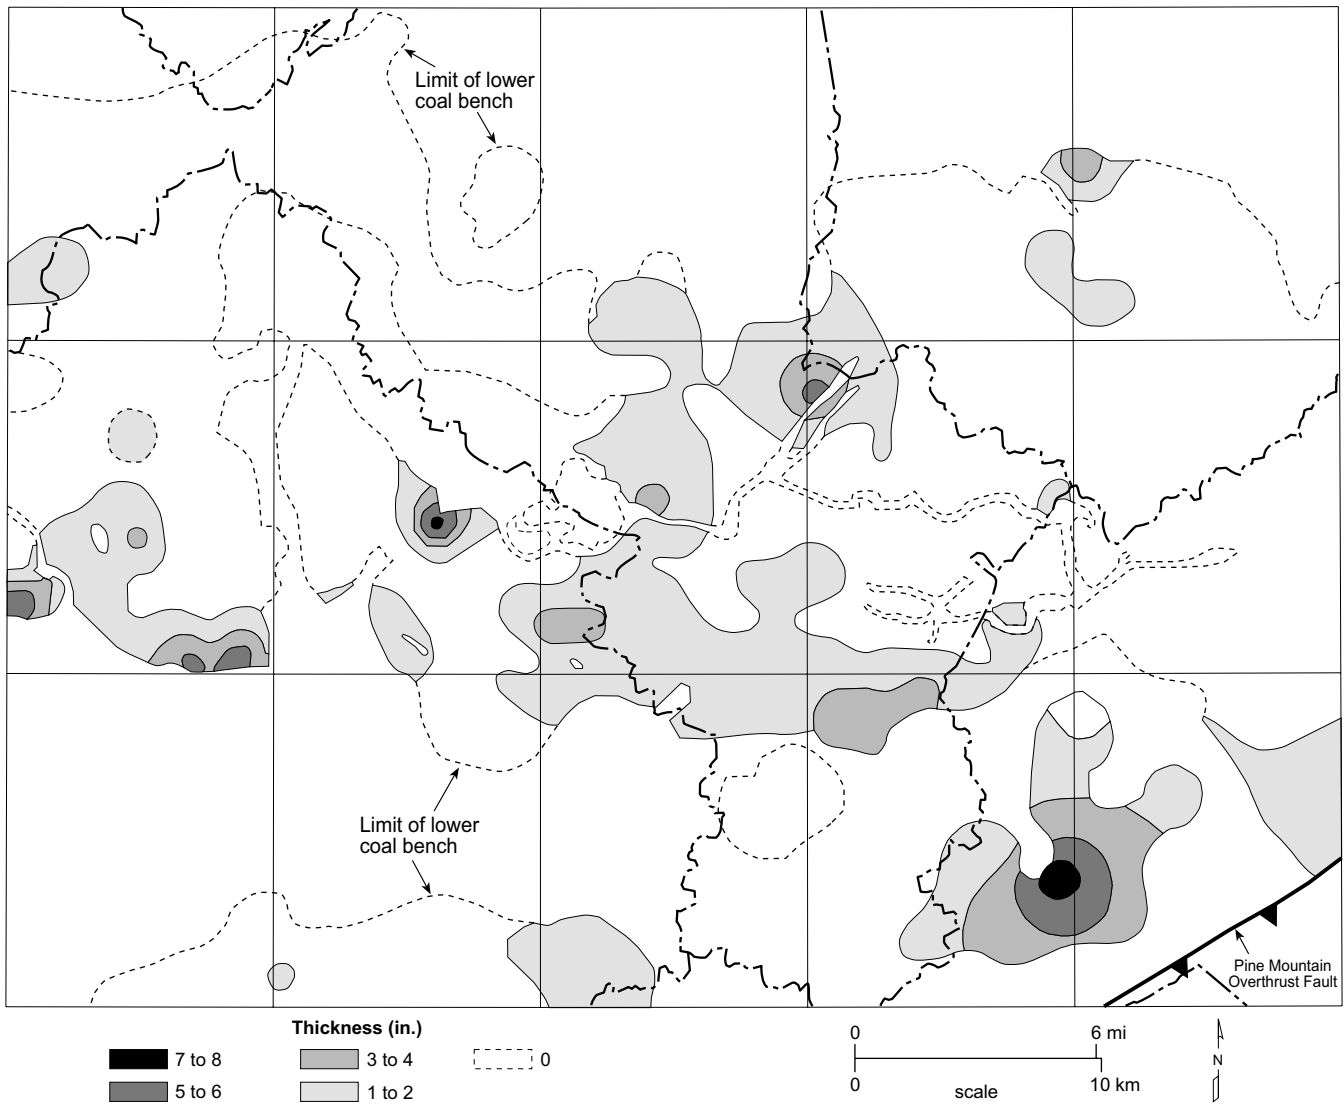 Limit of lower
coal bench
Limit of lower
coal bench
Pine Mountain
Overthrust Fault
Thickness (in.)
7 to 8
3 to 4
0
5 to 6
1 to 2
0
6 mi
0
10 km
scale
N